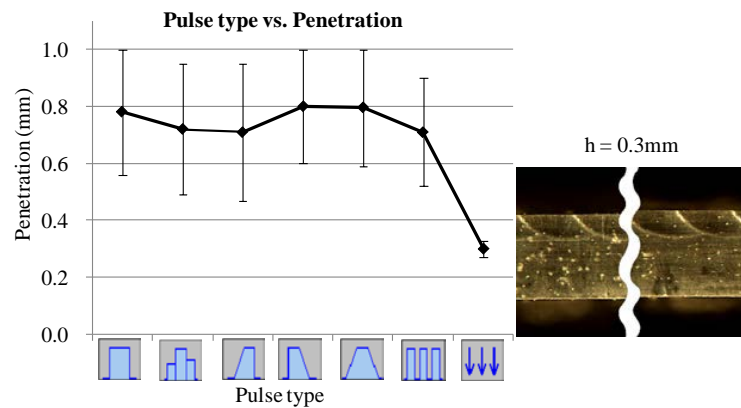 Pulse type vs. Penetration
1.0
0.8
0.6
0.4
0.2
0.0
Penetration (mm)
Pulse type
h = 0.3mm